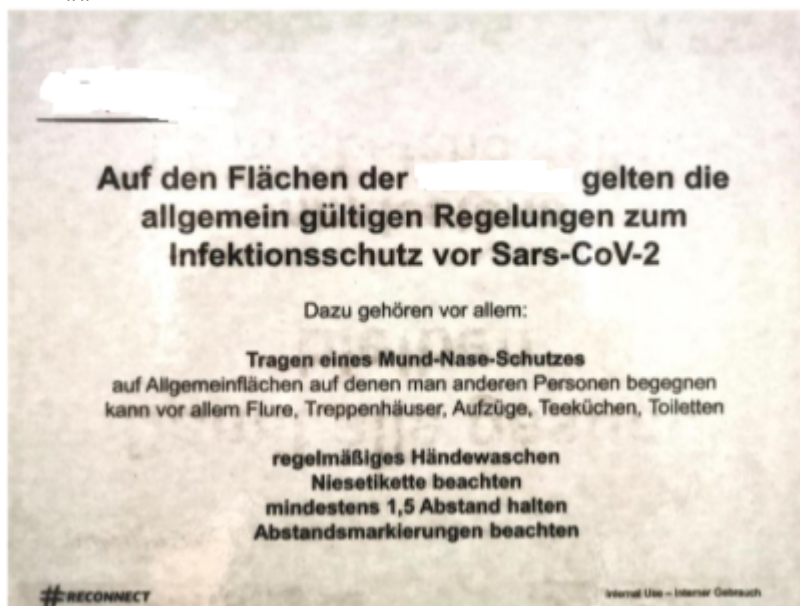 Auf den Flächen der gelten die
allgemein gültigen Regelungen zum
Infektionsschutz vor Sars-CoV-2
Dazu gehören vor allem:
Tragen eines Mund-Nase-Schutzes
auf Allgemeinflächen auf denen man anderen Personen begegnen
kann vor allem Flure, Treppenhäuser, Aufzüge, Teeküchen, Toiletten
regelmäßiges Händewaschen
Niesetikette beachten
mindestens 1,5 Abstand halten
Abstandsmarkierungen beachten
#RECONNECT
Internal Use – Interner Gebrauch